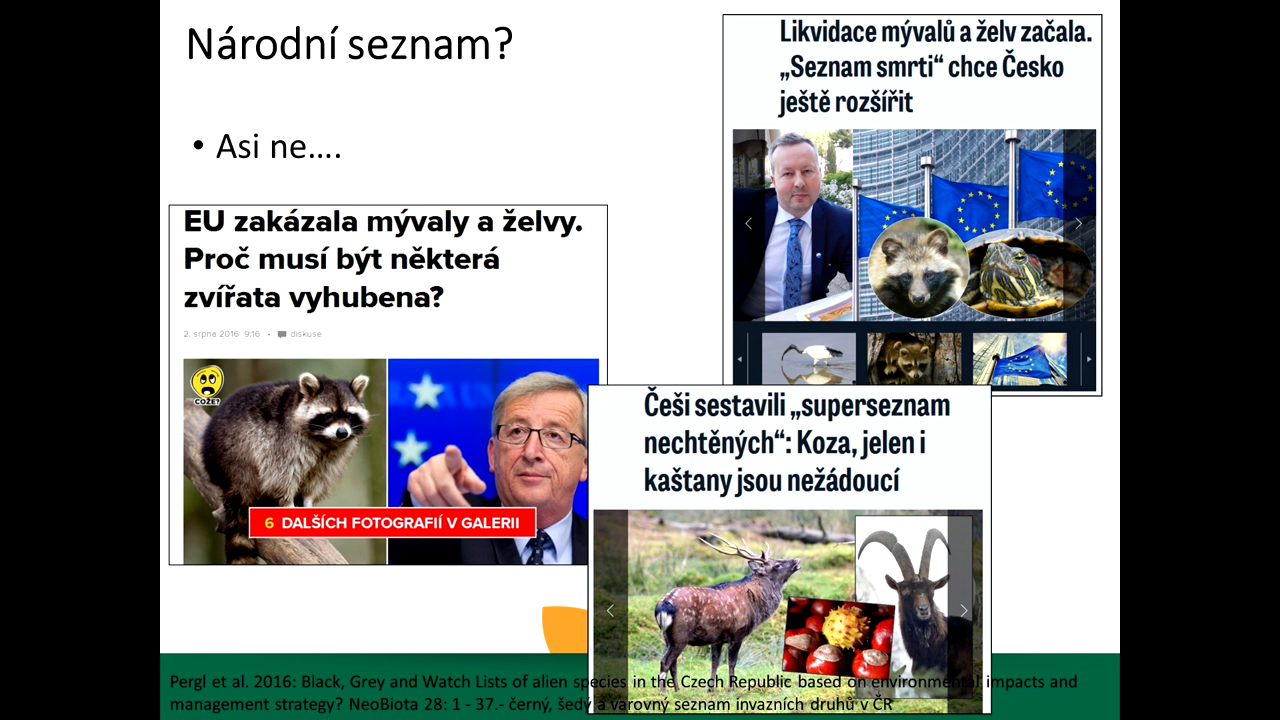 Národní seznam?
• Asi ne….
Likvidace mývalů a želv začala.
„Seznam smrti“ chce Česko
ještě rozšířit
EU zakázala mývaly a želvy.
Proč musí být některá
zvířata vyhubena?
2. srpna 2016 9:16 • diskuse
COŽE?
6 DALŠÍCH FOTOGRAFIÍ V GALERII
Češi sestavili „superseznam
nechtěných“: Koza, jelen i
kaštany jsou nežádoucí
Pergl et al. 2016: Black, Grey and Watch Lists of alien species in the Czech Republic based on environmental impacts and
management strategy? NeoBiota 28: 1 - 37.- černý, šedý a varovný seznam invazních druhů v ČR